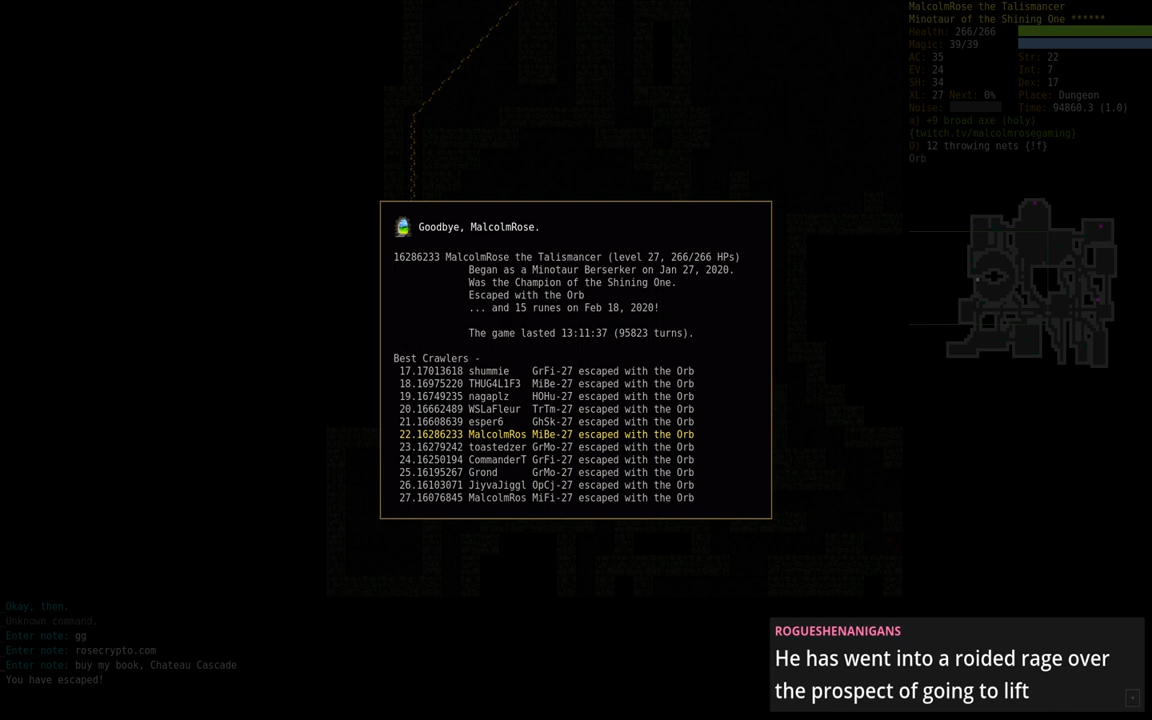 MalcolmRose the Talismancer
Minotaur of the Shining One ******
Health: 266/266
Magic: 39/39
AC: 35 Str: 22
EV: 24 Int: 7
SH: 34 Dex: 17
XL: 27 Next: 0% Place: Dungeon
Noise: Time: 94860.3 (1.0)
a) +9 broad axe (holy)
{twitch.tv/malcolmrosegaming}
O) 12 throwing nets {!f}
Orb
Goodbye, MalcolmRose.
16286233 MalcolmRose the Talismancer (level 27, 266/266 HPs)
Began as a Minotaur Berserker on Jan 27, 2020.
Was the Champion of the Shining One.
Escaped with the Orb
... and 15 runes on Feb 18, 2020!
The game lasted 13:11:37 (95823 turns).
Best Crawlers -
17.17013618 shummie GrFi-27 escaped with the Orb
18.16975220 THUG4L1F3 MiBe-27 escaped with the Orb
19.16749235 nagaplz HOHu-27 escaped with the Orb
20.16662489 WSLaFleur TrTm-27 escaped with the Orb
21.16608639 esper6 GhSk-27 escaped with the Orb
22.16286233 MalcolmRos MiBe-27 escaped with the Orb
23.16279242 toastedzer GrMo-27 escaped with the Orb
24.16250194 CommanderT GrFi-27 escaped with the Orb
25.16195267 Grond GrMo-27 escaped with the Orb
26.16103071 JiyvaJiggl OpCj-27 escaped with the Orb
27.16076845 MalcolmRos MiFi-27 escaped with the Orb
Okay, then.
Unknown command.
Enter note: gg
Enter note: rosecrypto.com
Enter note: buy my book, Chateau Cascade
You have escaped!
ROGUESHENANIGANS
He has went into a roided rage over
the prospect of going to lift